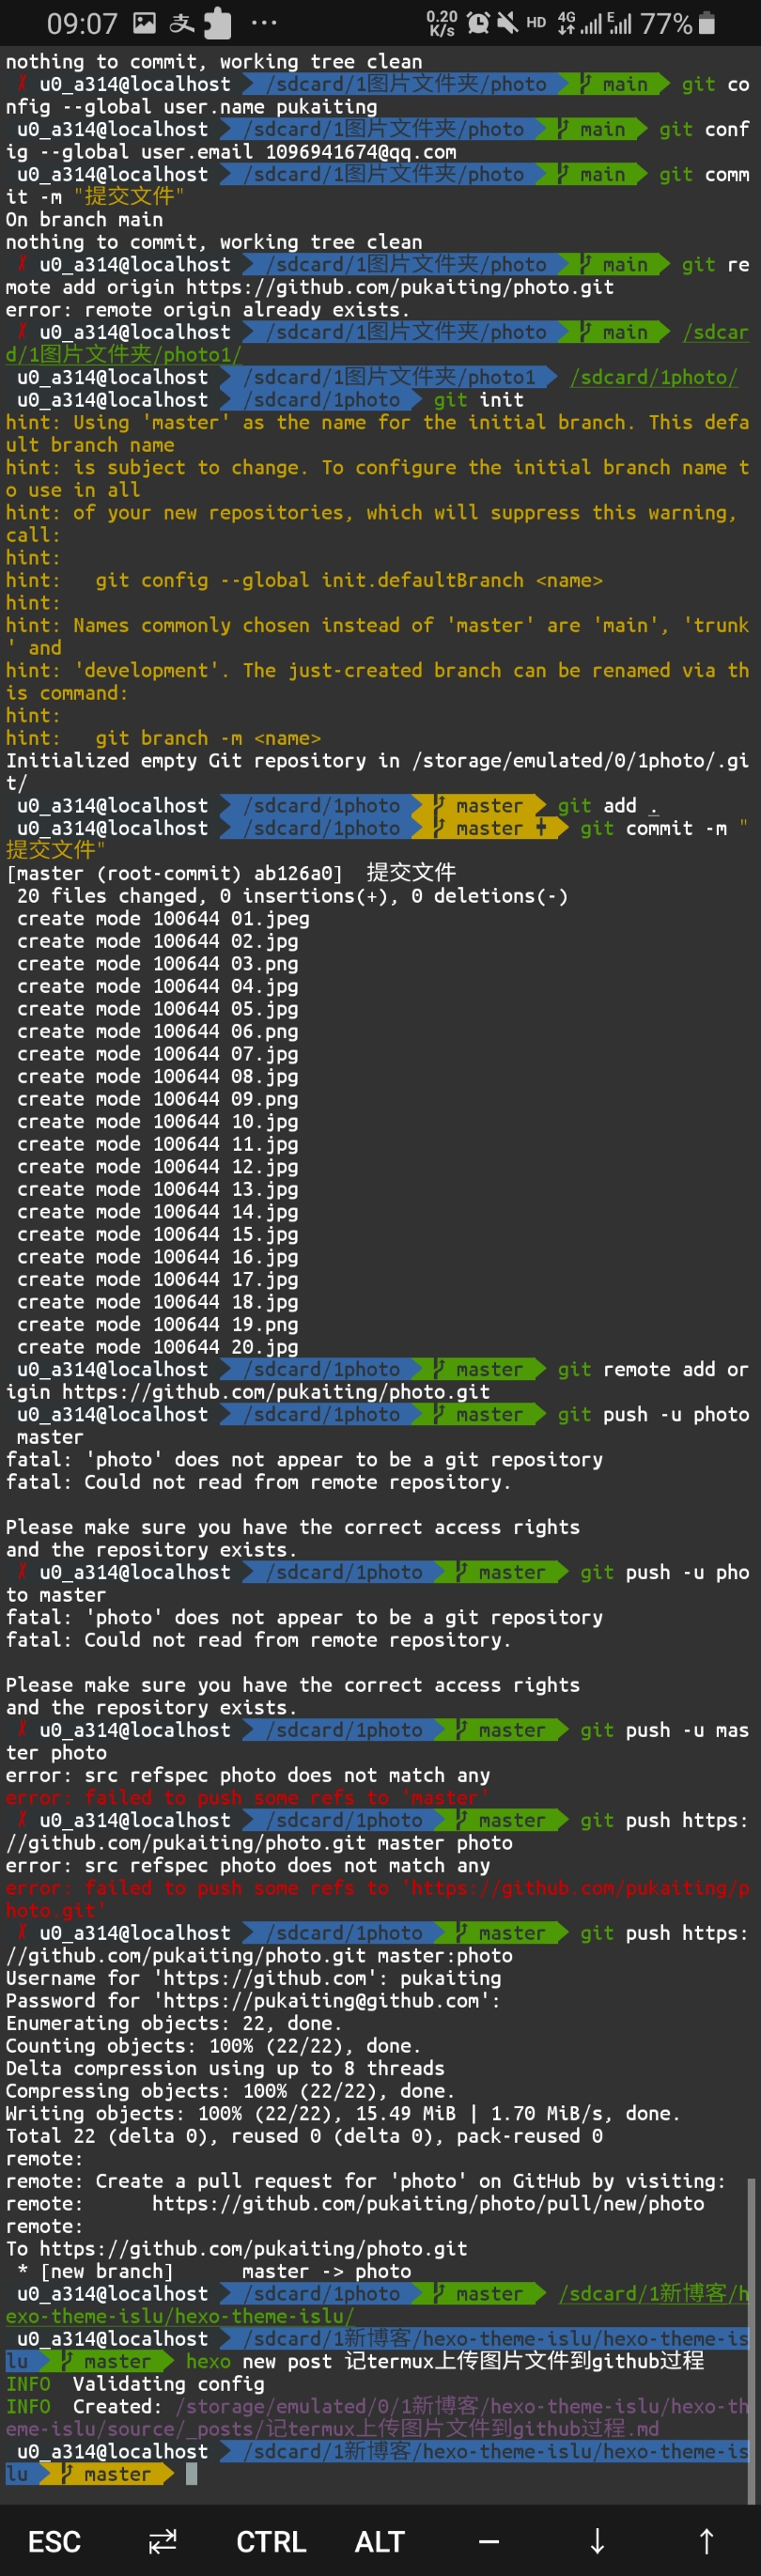 09:07 支 ··· 0.20 K/s HD 4G E 77%
nothing to commit, working tree clean
✗ u0_a314@localhost /sdcard/1图片文件夹/photo main git co
nfig --global user.name pukaiting
u0_a314@localhost /sdcard/1图片文件夹/photo main git conf
ig --global user.email 1096941674@qq.com
u0_a314@localhost /sdcard/1图片文件夹/photo main git comm
it -m "提交文件"
On branch main
nothing to commit, working tree clean
✗ u0_a314@localhost /sdcard/1图片文件夹/photo main git re
mote add origin https://github.com/pukaiting/photo.git
error: remote origin already exists.
✗ u0_a314@localhost /sdcard/1图片文件夹/photo main /sdcar
d/1图片文件夹/photo1/
u0_a314@localhost /sdcard/1图片文件夹/photo1 /sdcard/1photo/
u0_a314@localhost /sdcard/1photo git init
hint: Using 'master' as the name for the initial branch. This defa
ult branch name
hint: is subject to change. To configure the initial branch name t
o use in all
hint: of your new repositories, which will suppress this warning,
call:
hint:
hint:   git config --global init.defaultBranch <name>
hint:
hint: Names commonly chosen instead of 'master' are 'main', 'trunk
' and
hint: 'development'. The just-created branch can be renamed via th
is command:
hint:
hint:   git branch -m <name>
Initialized empty Git repository in /storage/emulated/0/1photo/.gi
t/
u0_a314@localhost /sdcard/1photo master git add .
u0_a314@localhost /sdcard/1photo master + git commit -m "
提交文件"
[master (root-commit) ab126a0]  提交文件
20 files changed, 0 insertions(+), 0 deletions(-)
create mode 100644 01.jpeg
create mode 100644 02.jpg
create mode 100644 03.png
create mode 100644 04.jpg
create mode 100644 05.jpg
create mode 100644 06.png
create mode 100644 07.jpg
create mode 100644 08.jpg
create mode 100644 09.png
create mode 100644 10.jpg
create mode 100644 11.jpg
create mode 100644 12.jpg
create mode 100644 13.jpg
create mode 100644 14.jpg
create mode 100644 15.jpg
create mode 100644 16.jpg
create mode 100644 17.jpg
create mode 100644 18.jpg
create mode 100644 19.png
create mode 100644 20.jpg
u0_a314@localhost /sdcard/1photo master git remote add or
igin https://github.com/pukaiting/photo.git
u0_a314@localhost /sdcard/1photo master git push -u photo
master
fatal: 'photo' does not appear to be a git repository
fatal: Could not read from remote repository.
Please make sure you have the correct access rights
and the repository exists.
✗ u0_a314@localhost /sdcard/1photo master git push -u pho
to master
fatal: 'photo' does not appear to be a git repository
fatal: Could not read from remote repository.
Please make sure you have the correct access rights
and the repository exists.
✗ u0_a314@localhost /sdcard/1photo master git push -u mas
ter photo
error: src refspec photo does not match any
error: failed to push some refs to 'master'
✗ u0_a314@localhost /sdcard/1photo master git push https:
//github.com/pukaiting/photo.git master photo
error: src refspec photo does not match any
error: failed to push some refs to 'https://github.com/pukaiting/p
hoto.git'
✗ u0_a314@localhost /sdcard/1photo master git push https:
//github.com/pukaiting/photo.git master:photo
Username for 'https://github.com': pukaiting
Password for 'https://pukaiting@github.com':
Enumerating objects: 22, done.
Counting objects: 100% (22/22), done.
Delta compression using up to 8 threads
Compressing objects: 100% (22/22), done.
Writing objects: 100% (22/22), 15.49 MiB | 1.70 MiB/s, done.
Total 22 (delta 0), reused 0 (delta 0), pack-reused 0
remote:
remote: Create a pull request for 'photo' on GitHub by visiting:
remote:      https://github.com/pukaiting/photo/pull/new/photo
remote:
To https://github.com/pukaiting/photo.git
* [new branch]      master -> photo
u0_a314@localhost /sdcard/1photo master /sdcard/1新博客/h
exo-theme-islu/hexo-theme-islu/
u0_a314@localhost /sdcard/1新博客/hexo-theme-islu/hexo-theme-is
lu master hexo new post 记termux上传图片文件到github过程
INFO  Validating config
INFO  Created: /storage/emulated/0/1新博客/hexo-theme-islu/hexo-th
eme-islu/source/_posts/记termux上传图片文件到github过程.md
u0_a314@localhost /sdcard/1新博客/hexo-theme-islu/hexo-theme-is
lu master
ESC ⇄ CTRL ALT – ↓ ↑